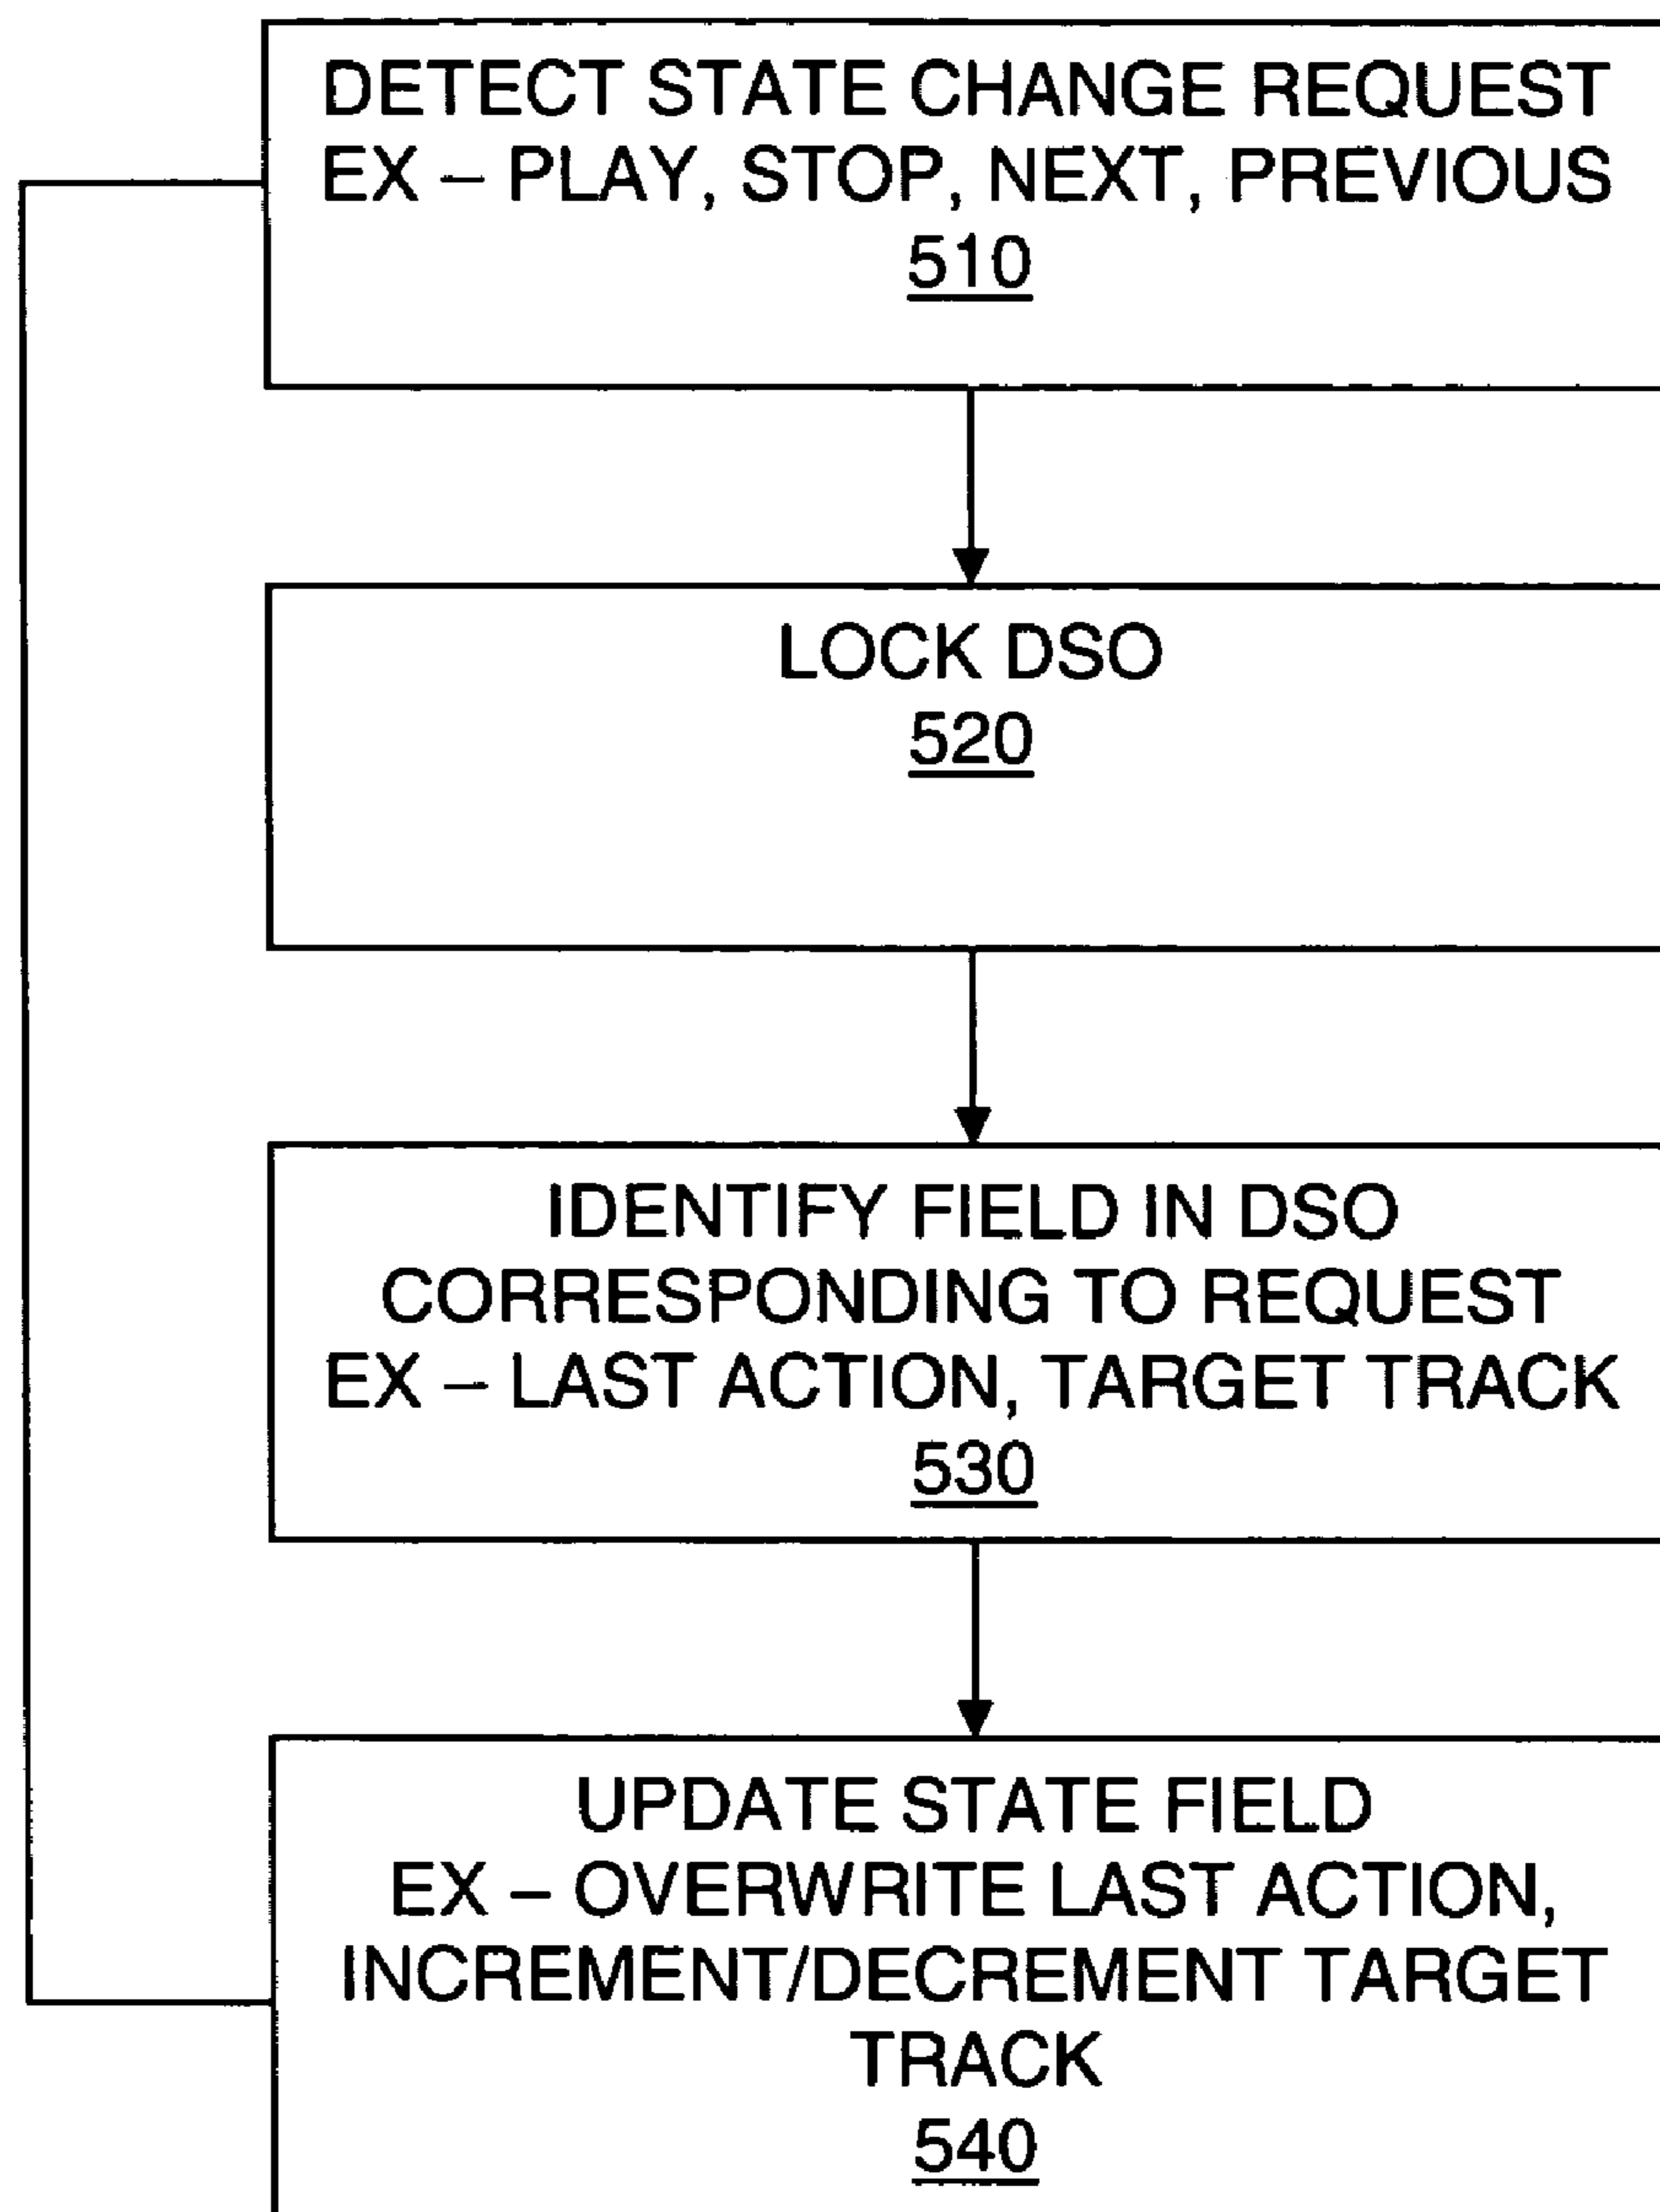 DETECT STATE CHANGE REQUEST
EX – PLAY, STOP, NEXT, PREVIOUS
510
LOCK DSO
520
IDENTIFY FIELD IN DSO
CORRESPONDING TO REQUEST
EX – LAST ACTION, TARGET TRACK
530
UPDATE STATE FIELD
EX – OVERWRITE LAST ACTION,
INCREMENT/DECREMENT TARGET
TRACK
540